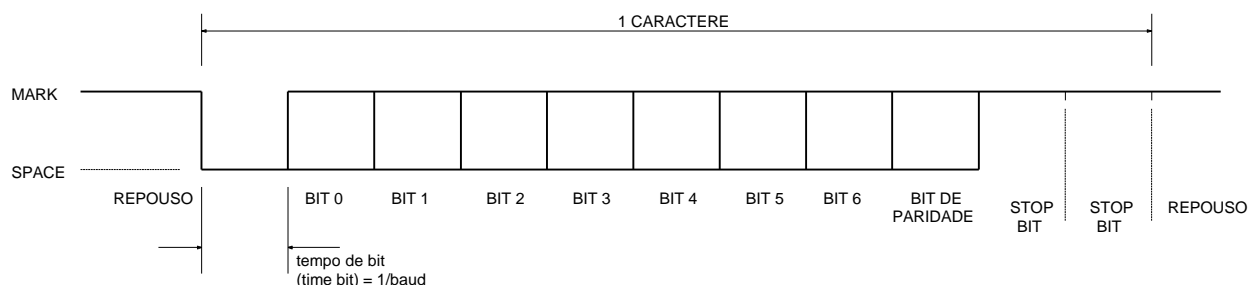 1 CARACTERE
MARK
SPACE
REPOUSO
BIT 0
BIT 1
BIT 2
BIT 3
BIT 4
BIT 5
BIT 6
BIT DE
PARIDADE
STOP
BIT
STOP
BIT
REPOUSO
tempo de bit
(time bit) = 1/baud